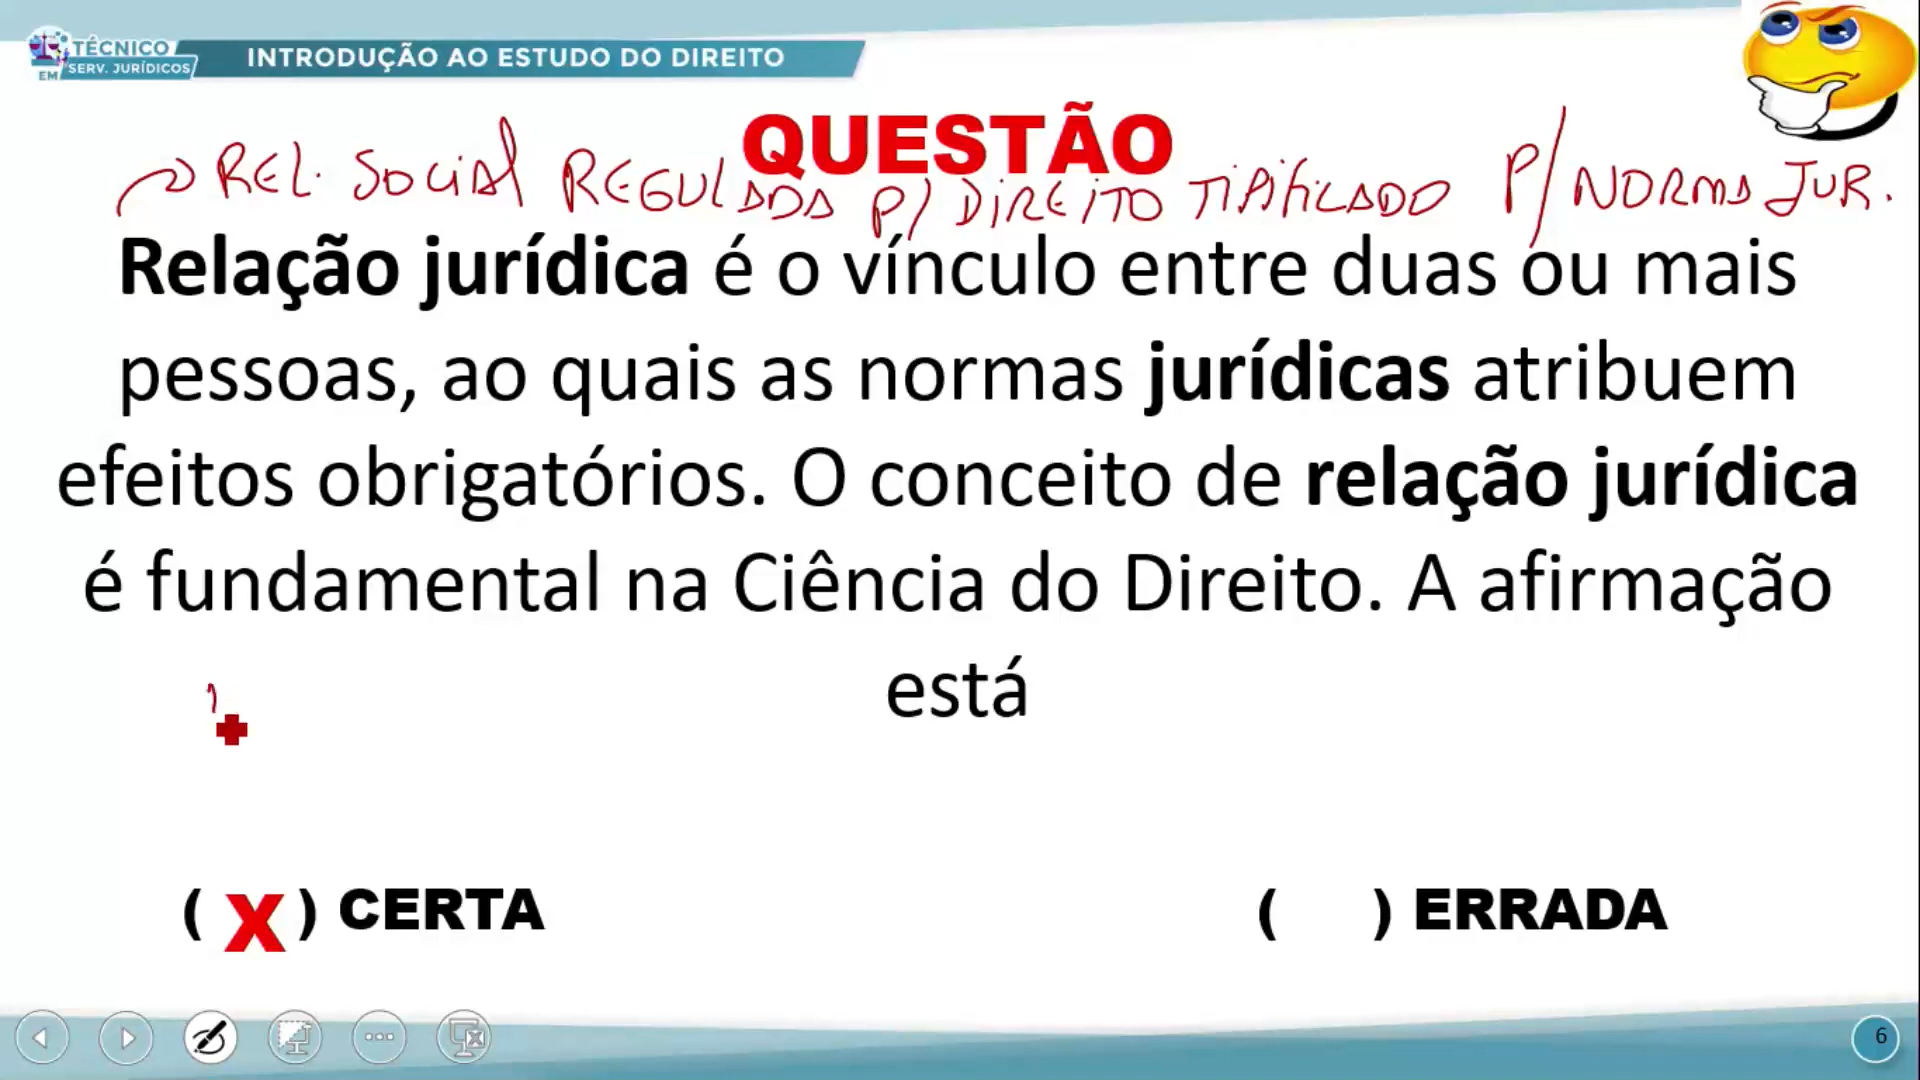 TÉCNICO
EM SERV. JURÍDICOS
INTRODUÇÃO AO ESTUDO DO DIREITO
QUESTÃO
REL. SOCIAL REGULADA P/ DIREITO TIPIFICADO P/ NORMA JUR.
Relação jurídica é o vínculo entre duas ou mais
pessoas, ao quais as normas jurídicas atribuem
efeitos obrigatórios. O conceito de relação jurídica
é fundamental na Ciência do Direito. A afirmação
está
( X ) CERTA
( ) ERRADA
6